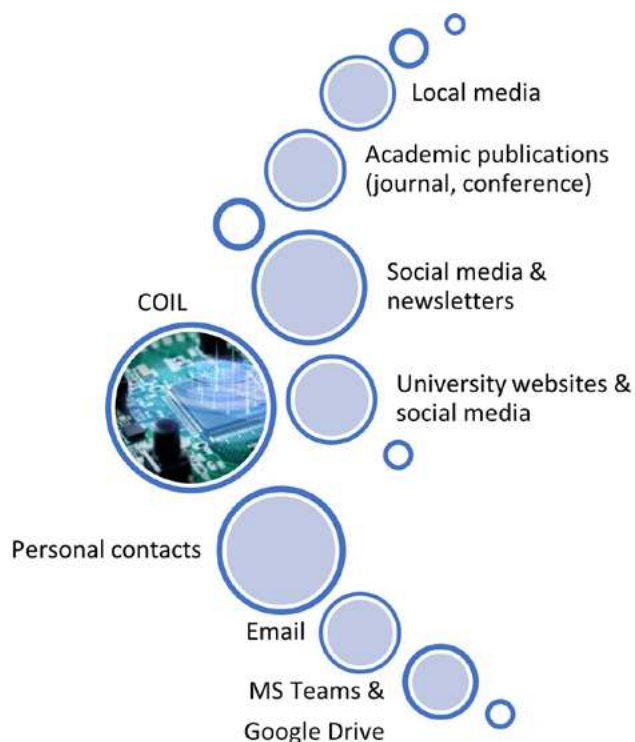 Local media
Academic publications
(journal, conference)
Social media &
newsletters
COIL
University websites &
social media
Personal contacts
Email
MS Teams &
Google Drive